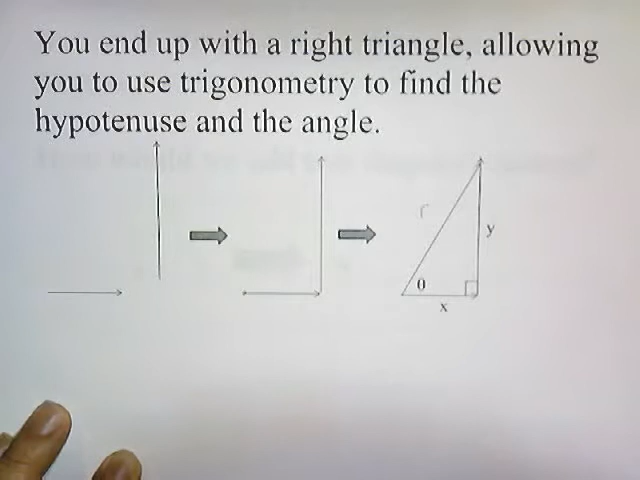 You end up with a right triangle, allowing
you to use trigonometry to find the
hypotenuse and the angle.
r
y
θ
x